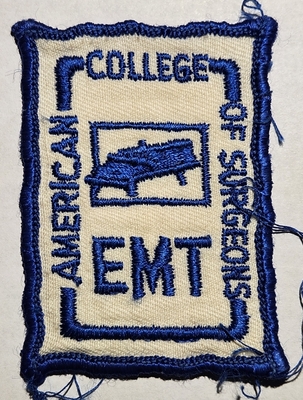 AMERICAN
COLLEGE
OF SURGEONS
EMT